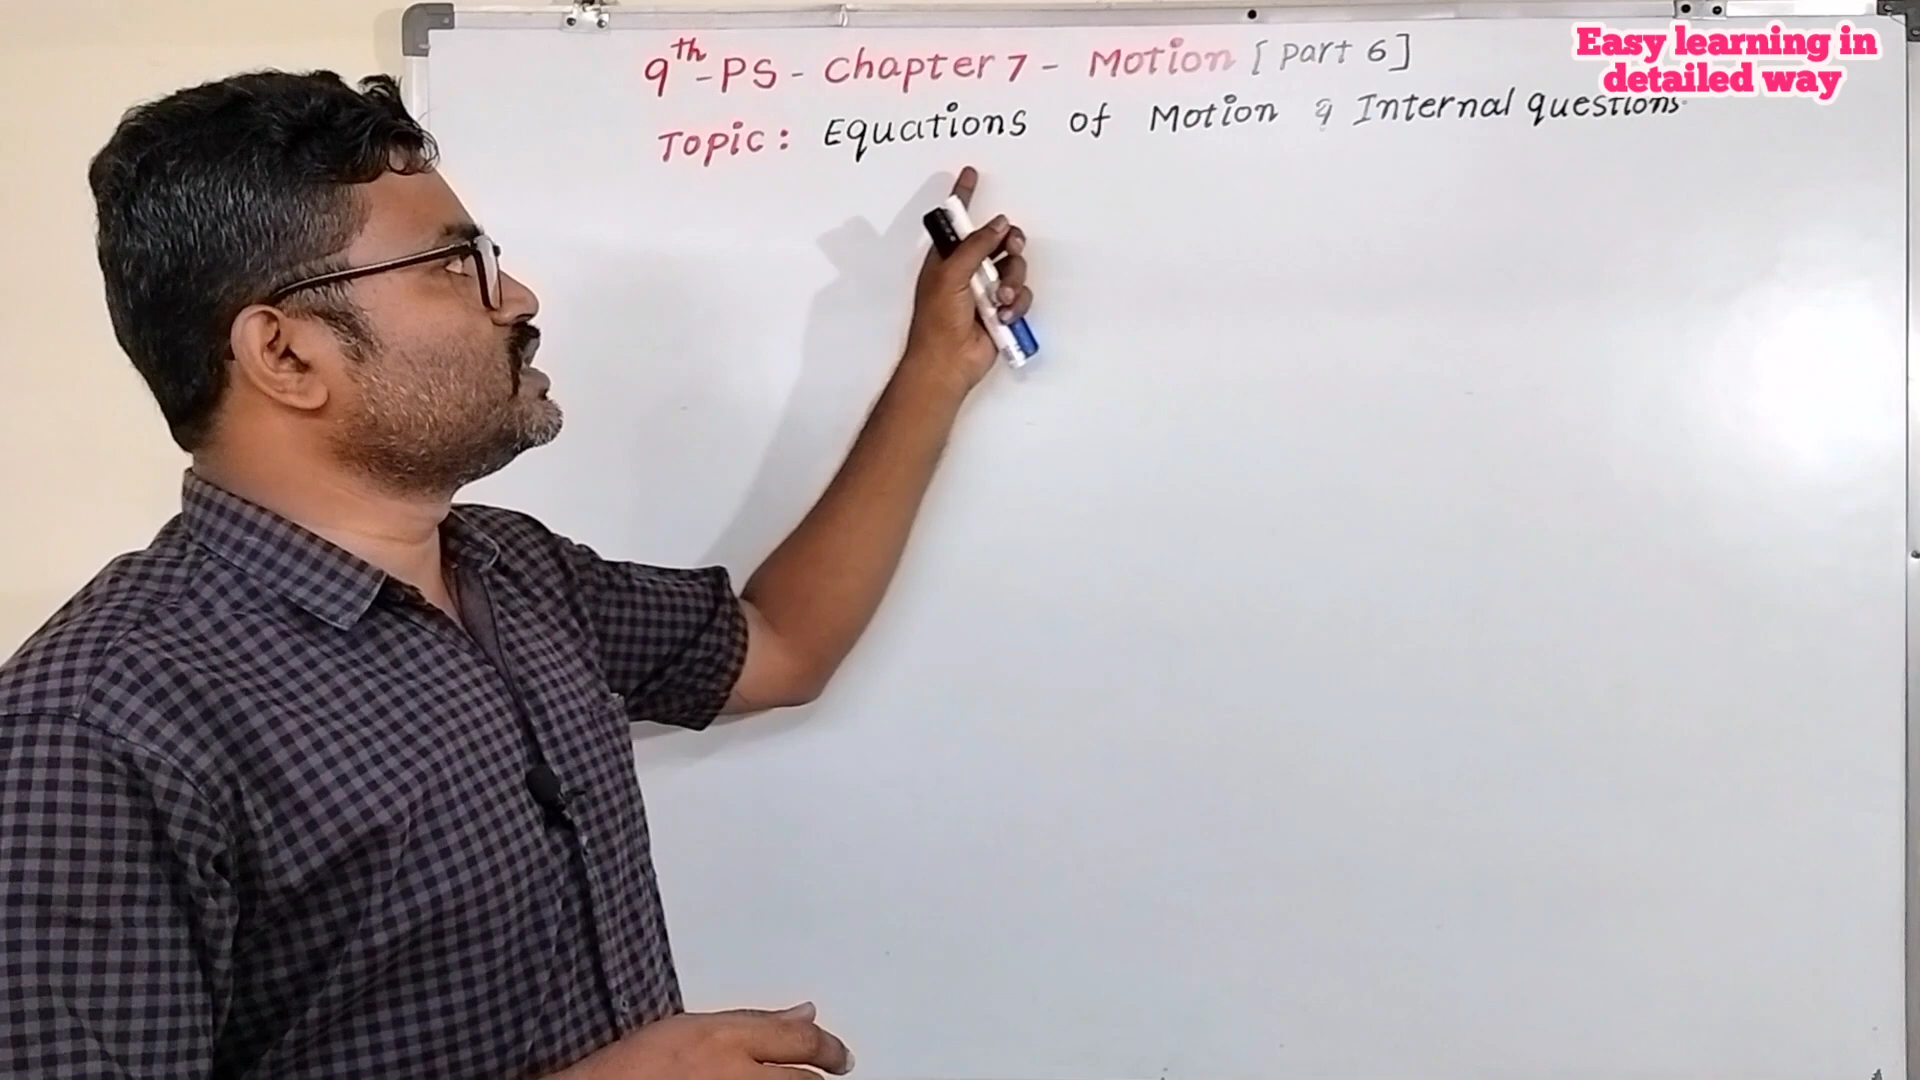 9th-PS - Chapter 7 - Motion [Part 6]
Topic: Equations of Motion & Internal questions.
Easy learning in
detailed way